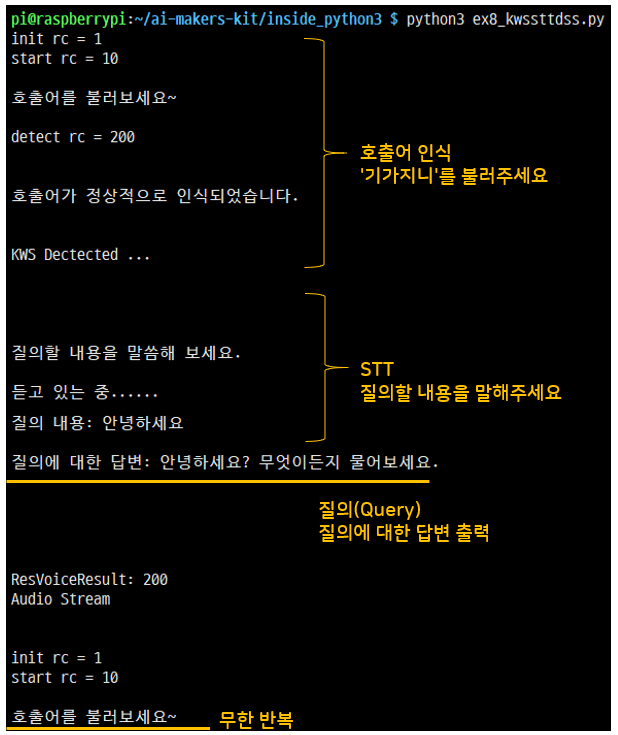 pi@raspberrypi:~/ai-makers-kit/inside_python3 $ python3 ex8_kwssttdss.py
init rc = 1
start rc = 10
호출어를 불러보세요~
detect rc = 200
호출어 인식
'기가지니'를 불러주세요
호출어가 정상적으로 인식되었습니다.
KWS Dectected ...
질의할 내용을 말씀해 보세요.
STT
질의할 내용을 말해주세요
듣고 있는 중......
질의 내용: 안녕하세요
질의에 대한 답변: 안녕하세요? 무엇이든지 물어보세요.
질의(Query)
질의에 대한 답변 출력
ResVoiceResult: 200
Audio Stream
init rc = 1
start rc = 10
호출어를 불러보세요~
무한 반복